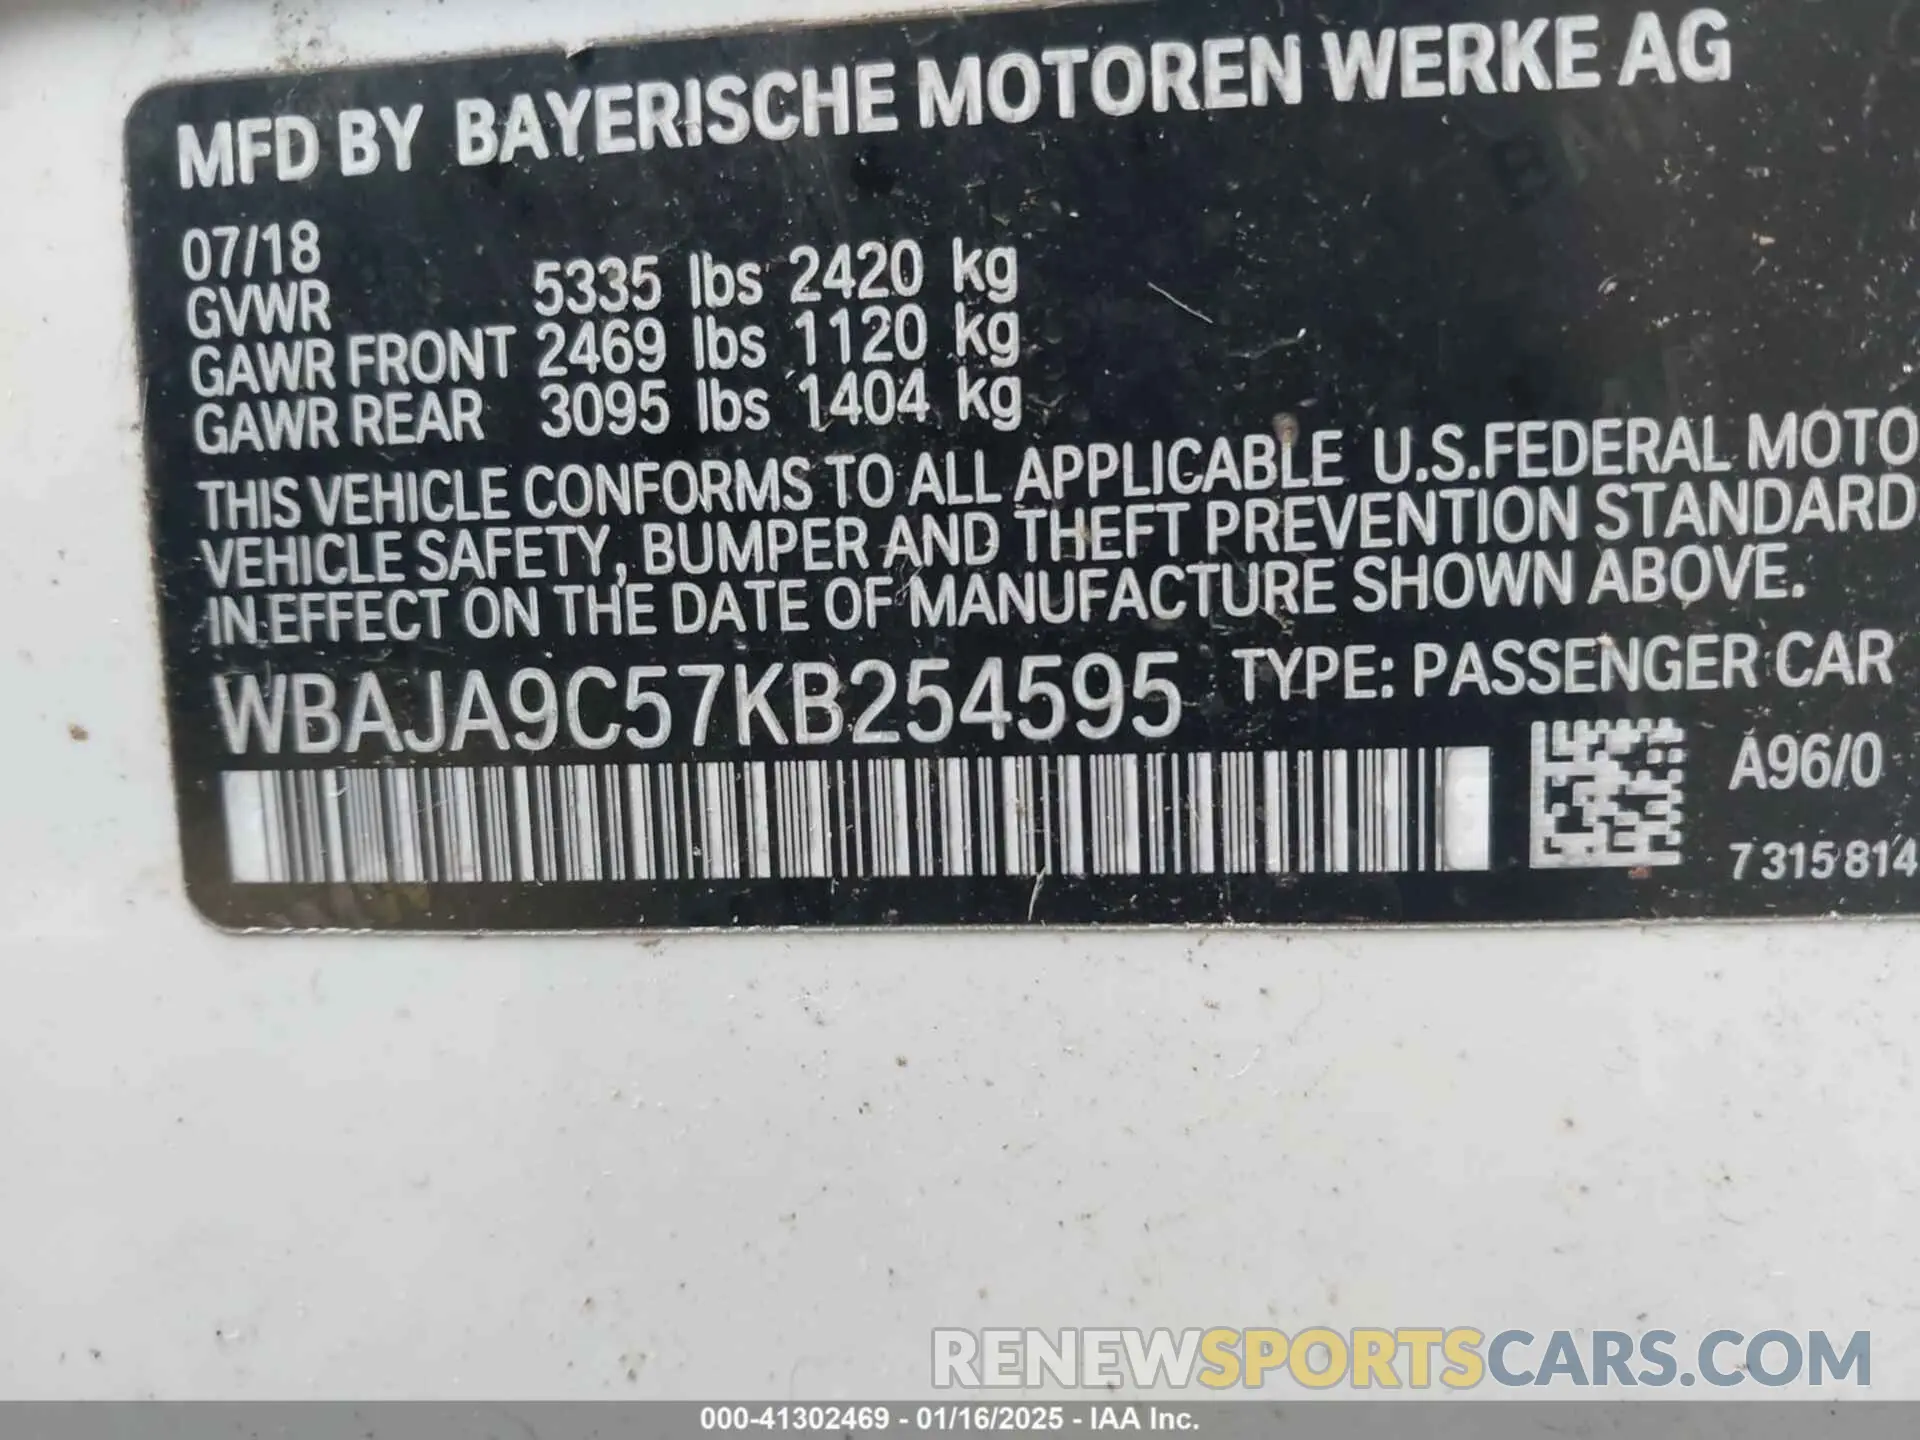 MFD BY BAYERISCHE MOTOREN WERKE AG
07/18
GVWR 5335 lbs 2420 kg
GAWR FRONT 2469 lbs 1120 kg
GAWR REAR 3095 lbs 1404 kg
THIS VEHICLE CONFORMS TO ALL APPLICABLE U.S.FEDERAL MOTO
VEHICLE SAFETY, BUMPER AND THEFT PREVENTION STANDARD
IN EFFECT ON THE DATE OF MANUFACTURE SHOWN ABOVE.
WBAJA9C57KB254595 TYPE: PASSENGER CAR
A96/0
7 315 814
RENEWSPORTSCARS.COM
000-41302469 - 01/16/2025 - IAA Inc.